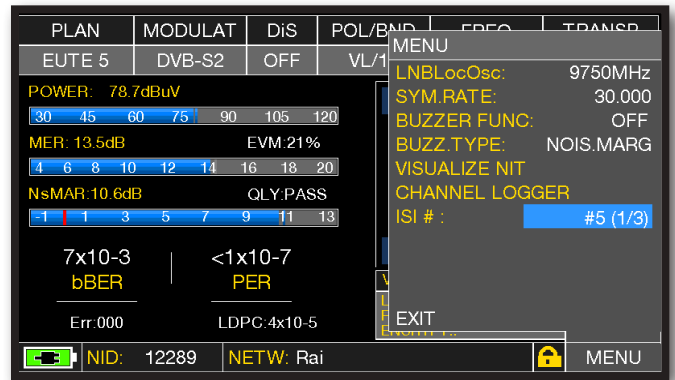 PLAN MODULAT DiS POL/BND FREQ TRANSP
EUTE 5 DVB-S2 OFF VL/1
MENU
LNBLocOsc: 9750MHz
SYM.RATE: 30.000
BUZZER FUNC: OFF
BUZZ.TYPE: NOIS.MARG
VISUALIZE NIT
CHANNEL LOGGER
ISI # : #5 (1/3)
EXIT
POWER: 78.7dBuV
30 45 60 75 90 105 120
MER: 13.5dB EVM:21%
4 6 8 10 12 14 16 18 20
NsMAR:10.6dB QLY:PASS
-1 1 3 5 7 9 11 13
7x10-3 <1x10-7
bBER PER
Err:000 LDPC:4x10-5
NID: 12289 NETW: Rai MENU